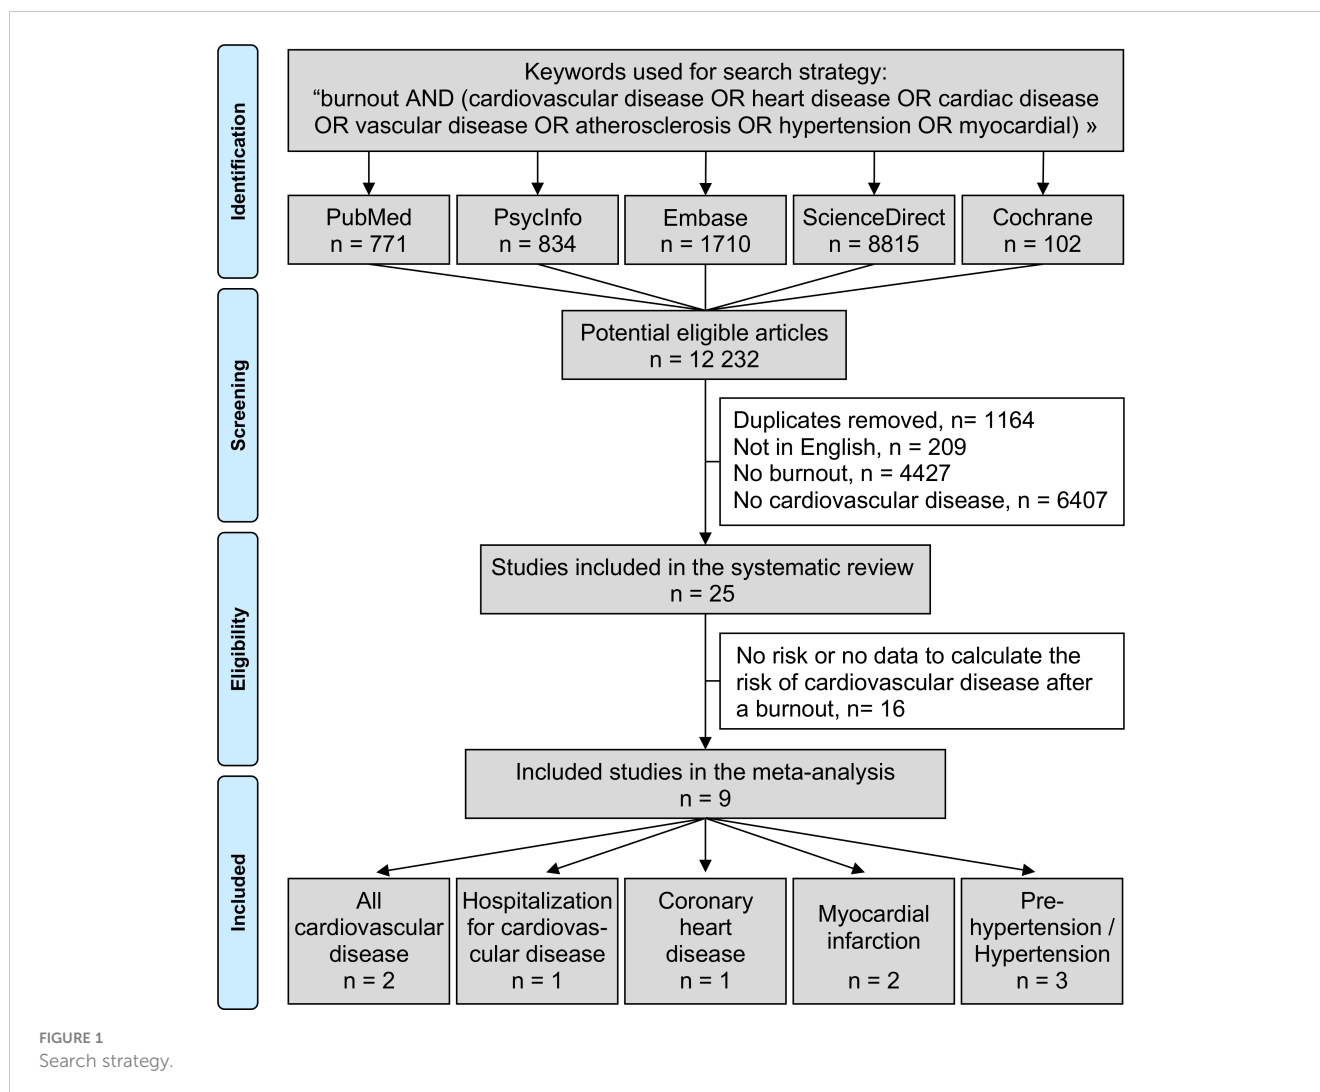 Identification
Keywords used for search strategy:
“burnout AND (cardiovascular disease OR heart disease OR cardiac disease
OR vascular disease OR atherosclerosis OR hypertension OR myocardial) »
PubMed
n = 771
PsycInfo
n = 834
Embase
n = 1710
ScienceDirect
n = 8815
Cochrane
n = 102
Screening
Potential eligible articles
n = 12 232
Duplicates removed, n= 1164
Not in English, n = 209
No burnout, n = 4427
No cardiovascular disease, n = 6407
Eligibility
Studies included in the systematic review
n = 25
No risk or no data to calculate the
risk of cardiovascular disease after
a burnout, n= 16
Included studies in the meta-analysis
n = 9
Included
All
cardiovascular
disease
n = 2
Hospitalization
for cardiovas-
cular disease
n = 1
Coronary
heart
disease
n = 1
Myocardial
infarction
n = 2
Pre-
hypertension /
Hypertension
n = 3
FIGURE 1
Search strategy.